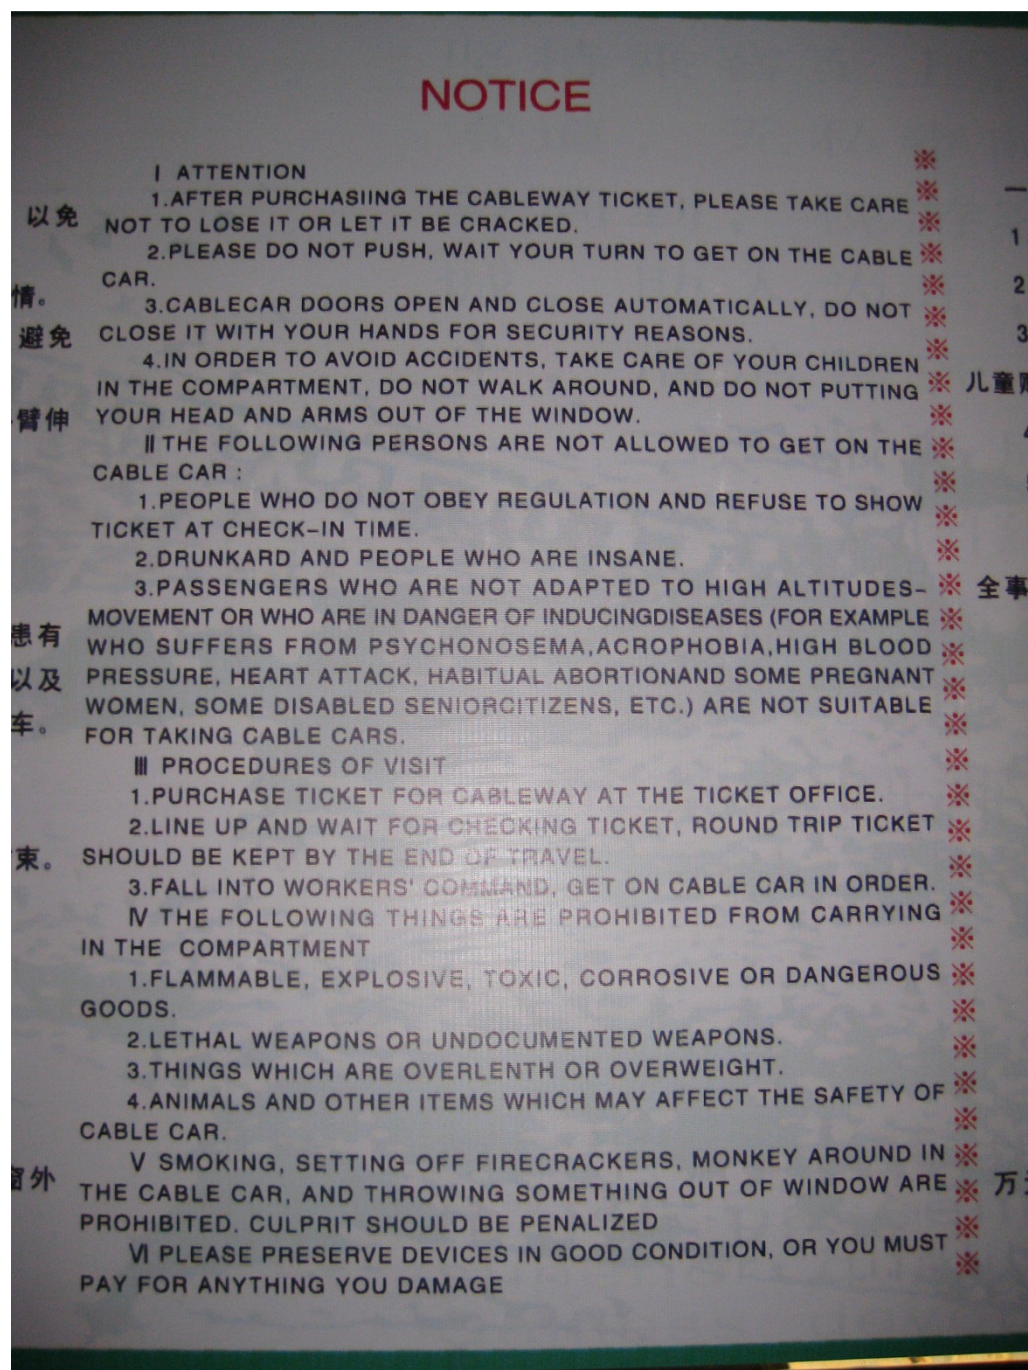 NOTICE
Ⅰ ATTENTION
1.AFTER PURCHASIING THE CABLEWAY TICKET, PLEASE TAKE CARE
NOT TO LOSE IT OR LET IT BE CRACKED.
2.PLEASE DO NOT PUSH, WAIT YOUR TURN TO GET ON THE CABLE
CAR.
3.CABLECAR DOORS OPEN AND CLOSE AUTOMATICALLY, DO NOT
CLOSE IT WITH YOUR HANDS FOR SECURITY REASONS.
4.IN ORDER TO AVOID ACCIDENTS, TAKE CARE OF YOUR CHILDREN
IN THE COMPARTMENT, DO NOT WALK AROUND, AND DO NOT PUTTING
YOUR HEAD AND ARMS OUT OF THE WINDOW.
Ⅱ THE FOLLOWING PERSONS ARE NOT ALLOWED TO GET ON THE
CABLE CAR :
1.PEOPLE WHO DO NOT OBEY REGULATION AND REFUSE TO SHOW
TICKET AT CHECK-IN TIME.
2.DRUNKARD AND PEOPLE WHO ARE INSANE.
3.PASSENGERS WHO ARE NOT ADAPTED TO HIGH ALTITUDES-
MOVEMENT OR WHO ARE IN DANGER OF INDUCINGDISEASES (FOR EXAMPLE
WHO SUFFERS FROM PSYCHONOSEMA,ACROPHOBIA,HIGH BLOOD
PRESSURE, HEART ATTACK, HABITUAL ABORTIONAND SOME PREGNANT
WOMEN, SOME DISABLED SENIORCITIZENS, ETC.) ARE NOT SUITABLE
FOR TAKING CABLE CARS.
Ⅲ PROCEDURES OF VISIT
1.PURCHASE TICKET FOR CABLEWAY AT THE TICKET OFFICE.
2.LINE UP AND WAIT FOR CHECKING TICKET, ROUND TRIP TICKET
SHOULD BE KEPT BY THE END OF TRAVEL.
3.FALL INTO WORKERS' COMMAND, GET ON CABLE CAR IN ORDER.
Ⅳ THE FOLLOWING THINGS ARE PROHIBITED FROM CARRYING
IN THE COMPARTMENT
1.FLAMMABLE, EXPLOSIVE, TOXIC, CORROSIVE OR DANGEROUS
GOODS.
2.LETHAL WEAPONS OR UNDOCUMENTED WEAPONS.
3.THINGS WHICH ARE OVERLENTH OR OVERWEIGHT.
4.ANIMALS AND OTHER ITEMS WHICH MAY AFFECT THE SAFETY OF
CABLE CAR.
Ⅴ SMOKING, SETTING OFF FIRECRACKERS, MONKEY AROUND IN
THE CABLE CAR, AND THROWING SOMETHING OUT OF WINDOW ARE
PROHIBITED. CULPRIT SHOULD BE PENALIZED
Ⅵ PLEASE PRESERVE DEVICES IN GOOD CONDITION, OR YOU MUST
PAY FOR ANYTHING YOU DAMAGE
以免
情。
避免
臂伸
患有
以及
车。
束。
窗外
一
1
2
3
儿童
全事
万